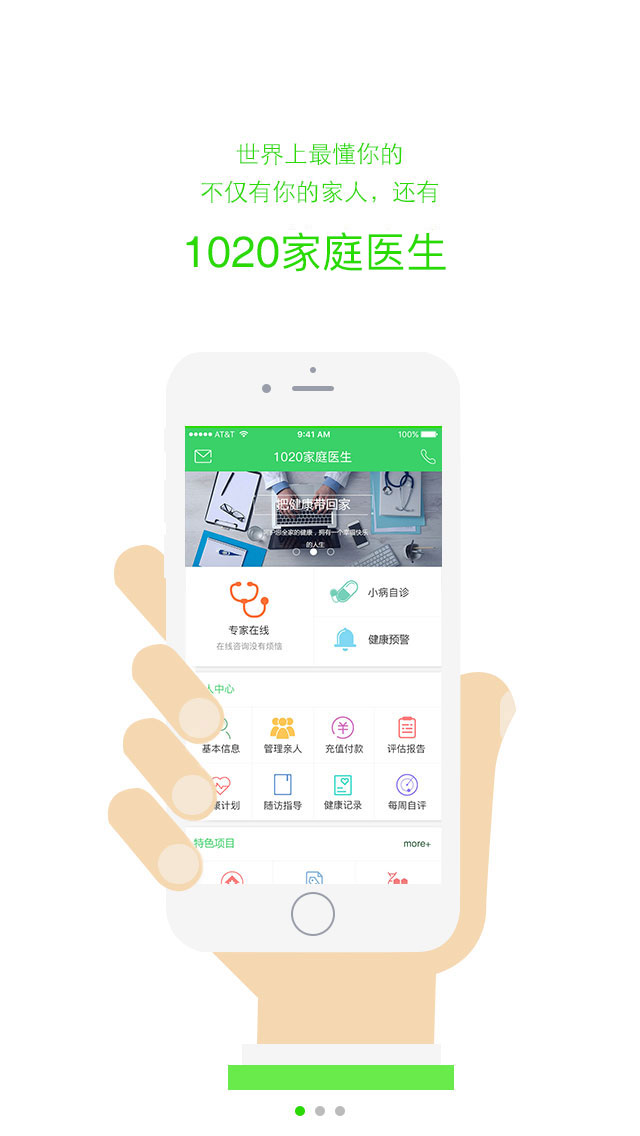 世界上最懂你的
不仅有你的家人，还有
1020家庭医生
AT&T 9:41 AM 100%
1020家庭医生
把健康带回家
全家的健康，拥有一个幸福快乐
的人生
专家在线
在线咨询没有烦恼
小病自诊
健康预警
人中心
基本信息 管理亲人 充值付款 评估报告
计划 随访指导 健康记录 每周自评
特色项目 more+